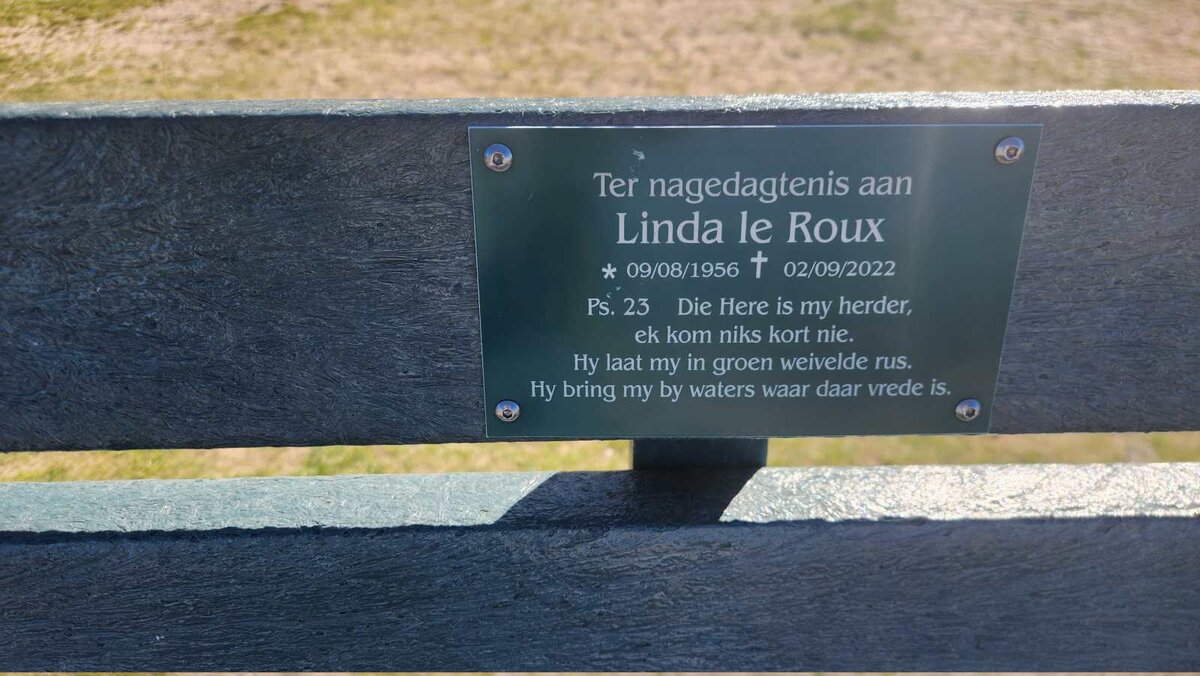 Ter nagedagtenis aan
Linda le Roux
* 09/08/1956 † 02/09/2022
Ps. 23 Die Here is my herder,
ek kom niks kort nie.
Hy laat my in groen weivelde rus.
Hy bring my by waters waar daar vrede is.